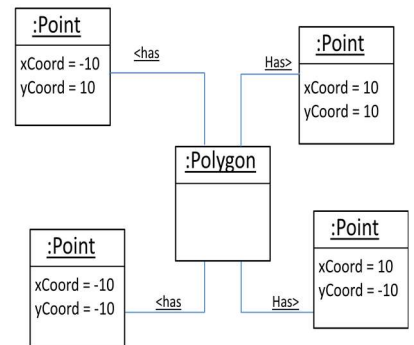 :Point
xCoord = -10
yCoord = 10
<has
Has>
:Point
xCoord = 10
yCoord = 10
:Polygon
:Point
xCoord = -10
yCoord = -10
<has
Has>
:Point
xCoord = 10
yCoord = -10